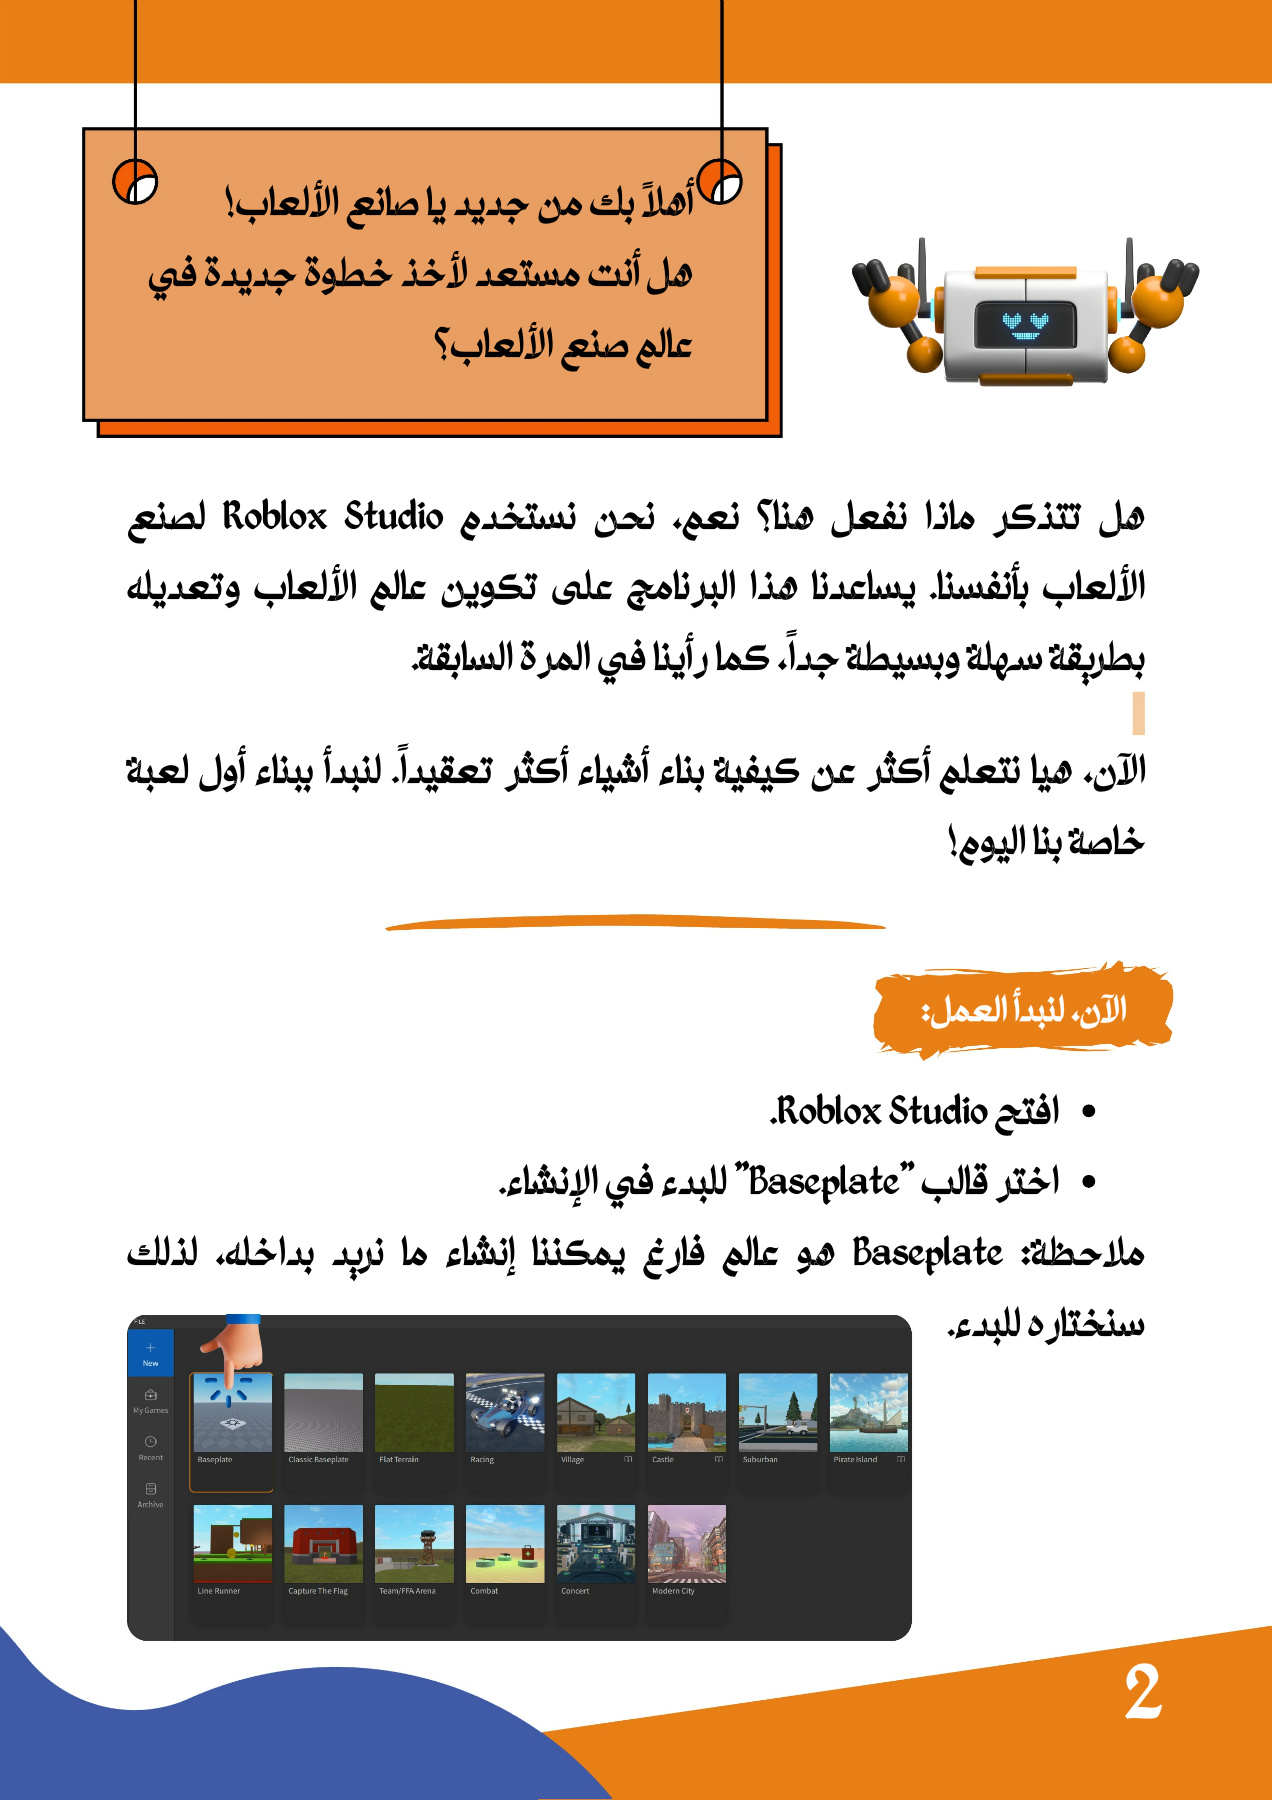 أهلاً بك من جديد يا صانع الألعاب!
هل أنت مستعد لأخذ خطوة جديدة في
عالم صنع الألعاب؟
هل تتذكر ماذا نفعل هنا؟ نعم، نحن نستخدم Roblox Studio لصنع
الألعاب بأنفسنا. يساعدنا هذا البرنامج على تكوين عالم الألعاب وتعديله
بطريقة سهلة وبسيطة جداً، كما رأينا في المرة السابقة.
الآن، هيا نتعلم أكثر عن كيفية بناء أشياء أكثر تعقيداً. لنبدأ ببناء أول لعبة
خاصة بنا اليوم!
الآن، لنبدأ العمل:
• افتح Roblox Studio.
• اختر قالب "Baseplate" للبدء في الإنشاء.
ملاحظة: Baseplate هو عالم فارغ يمكننا إنشاء ما نريد بداخله، لذلك
سنختاره للبدء.
New
My Games
Recent
Archive
Baseplate
Classic Baseplate
Flat Terrain
Racing
Village
Castle
Suburban
Pirate Island
Line Runner
Capture The Flag
Team/FFA Arena
Combat
Concert
Modern City
2